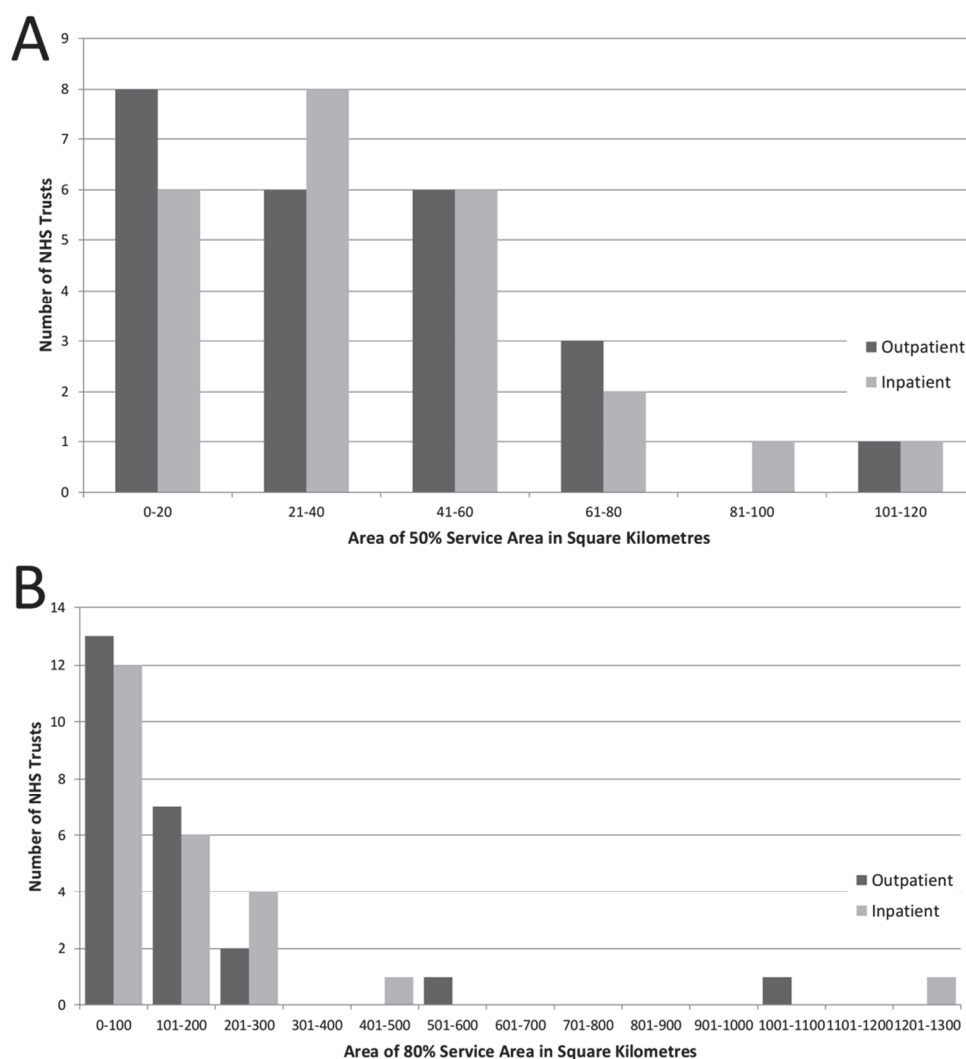 A
9
8
7
6
5
4
3
2
1
0
Number of NHS Trusts
Outpatient
Inpatient
0-20 21-40 41-60 61-80 81-100 101-120
Area of 50% Service Area in Square Kilometres
B
14
12
10
8
6
4
2
0
Number of NHS Trusts
Outpatient
Inpatient
0-100 101-200 201-300 301-400 401-500 501-600 601-700 701-800 801-900 901-1000 1001-1100 1101-1200 1201-1300
Area of 80% Service Area in Square Kilometres